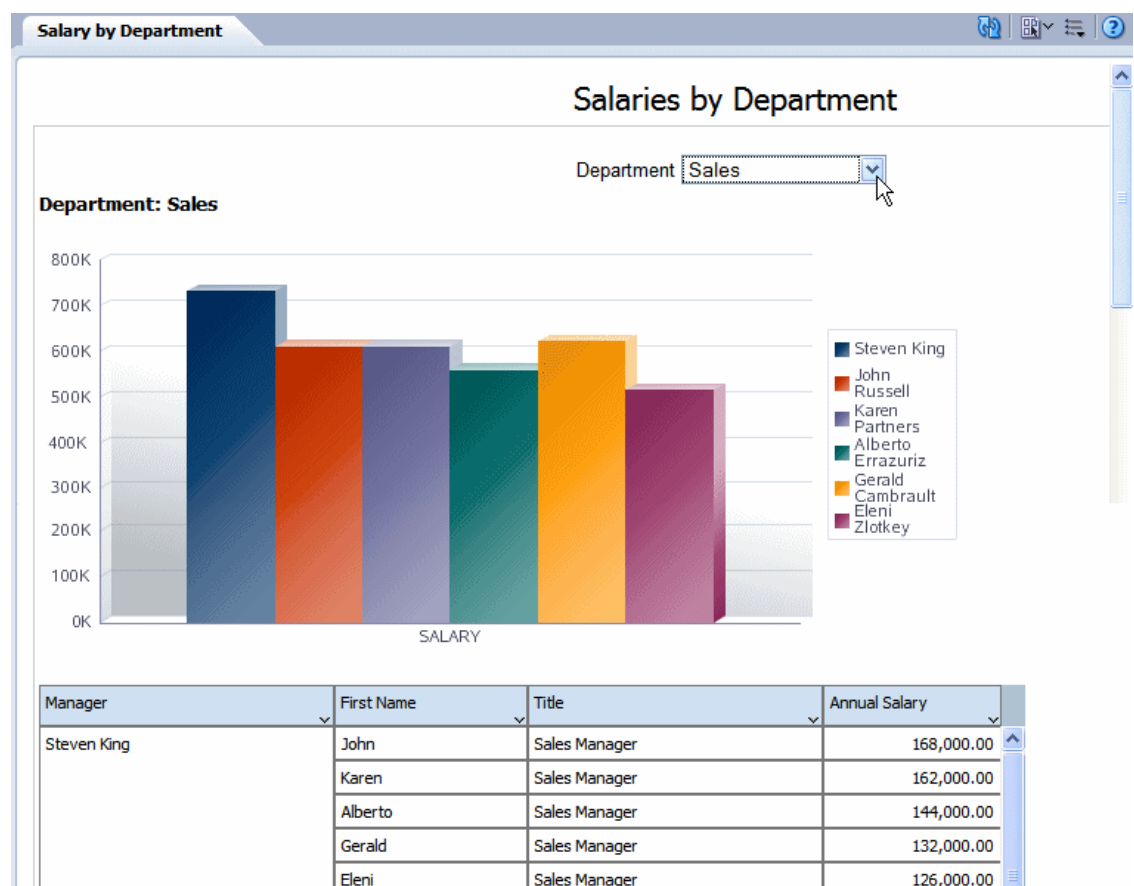 Salary by Department
?
Salaries by Department
Department Sales
Department: Sales
800K
700K
600K
500K
400K
300K
200K
100K
0K
SALARY
Steven King
John
Russell
Karen
Partners
Alberto
Errazuriz
Gerald
Cambrault
Eleni
Zlotkey
Manager First Name Title Annual Salary
Steven King John Sales Manager 168,000.00
Karen Sales Manager 162,000.00
Alberto Sales Manager 144,000.00
Gerald Sales Manager 132,000.00
Eleni Sales Manager 126,000.00